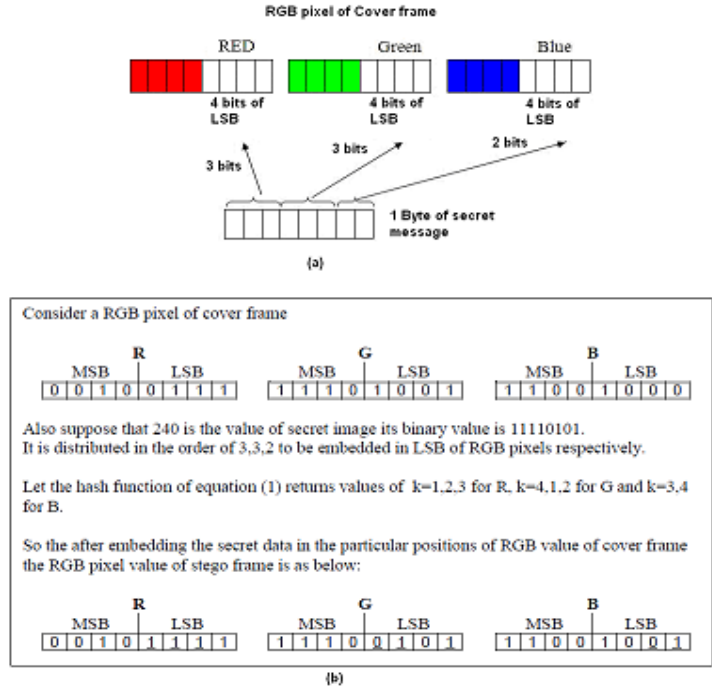 RGB pixel of Cover frame
RED Green Blue
4 bits of LSB 4 bits of LSB 4 bits of LSB
3 bits 3 bits 2 bits
1 Byte of secret
message
(a)
Consider a RGB pixel of cover frame
R G B
MSB LSB MSB LSB MSB LSB
0 0 1 0 0 1 1 1 1 1 1 0 1 0 0 1 1 1 0 0 1 0 0 0
Also suppose that 240 is the value of secret image its binary value is 11110101.
It is distributed in the order of 3,3,2 to be embedded in LSB of RGB pixels respectively.
Let the hash function of equation (1) returns values of k=1,2,3 for R, k=4,1,2 for G and k=3,4
for B.
So the after embedding the secret data in the particular positions of RGB value of cover frame
the RGB pixel value of stego frame is as below:
R G B
MSB LSB MSB LSB MSB LSB
0 0 1 0 1 1 1 1 1 1 1 0 0 1 0 1 1 1 0 0 1 0 0 1
(b)